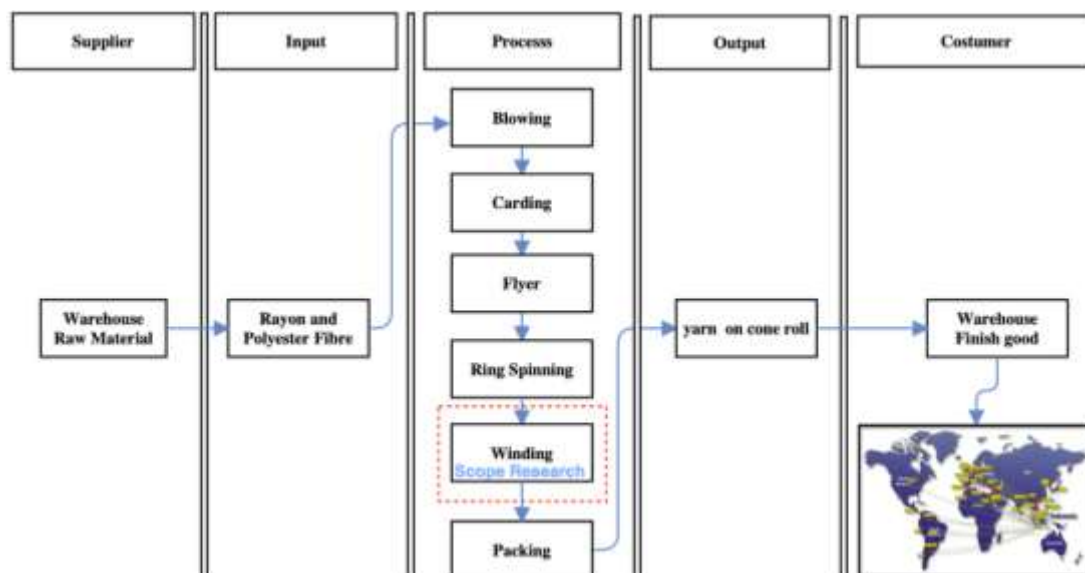 Supplier
Input
Processs
Output
Costumer
Blowing
Carding
Flyer
Warehouse
Raw Material
Rayon and
Polyester Fibre
yarn on cone roll
Warehouse
Finish good
Ring Spinning
Winding
Scope Research
Packing